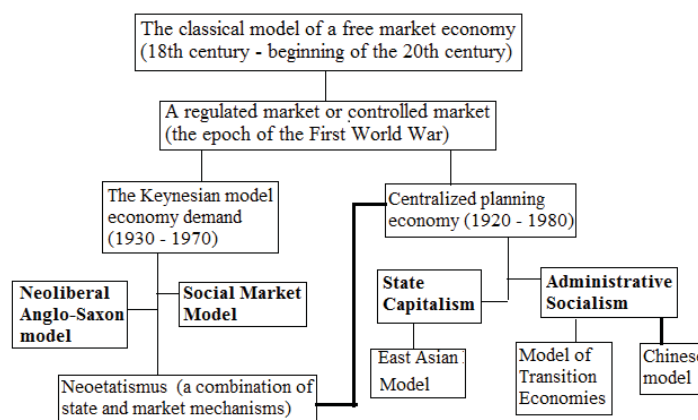 The classical model of a free market economy
(18th century - beginning of the 20th century)
A regulated market or controlled market
(the epoch of the First World War)
The Keynesian model
economy demand
(1930 - 1970)
Centralized planning
economy (1920 - 1980)
Neoliberal
Anglo-Saxon
model
Social Market
Model
State
Capitalism
Administrative
Socialism
East Asian
Model
Model of
Transition
Economies
Chinese
model
Neoetatismus (a combination of
state and market mechanisms)